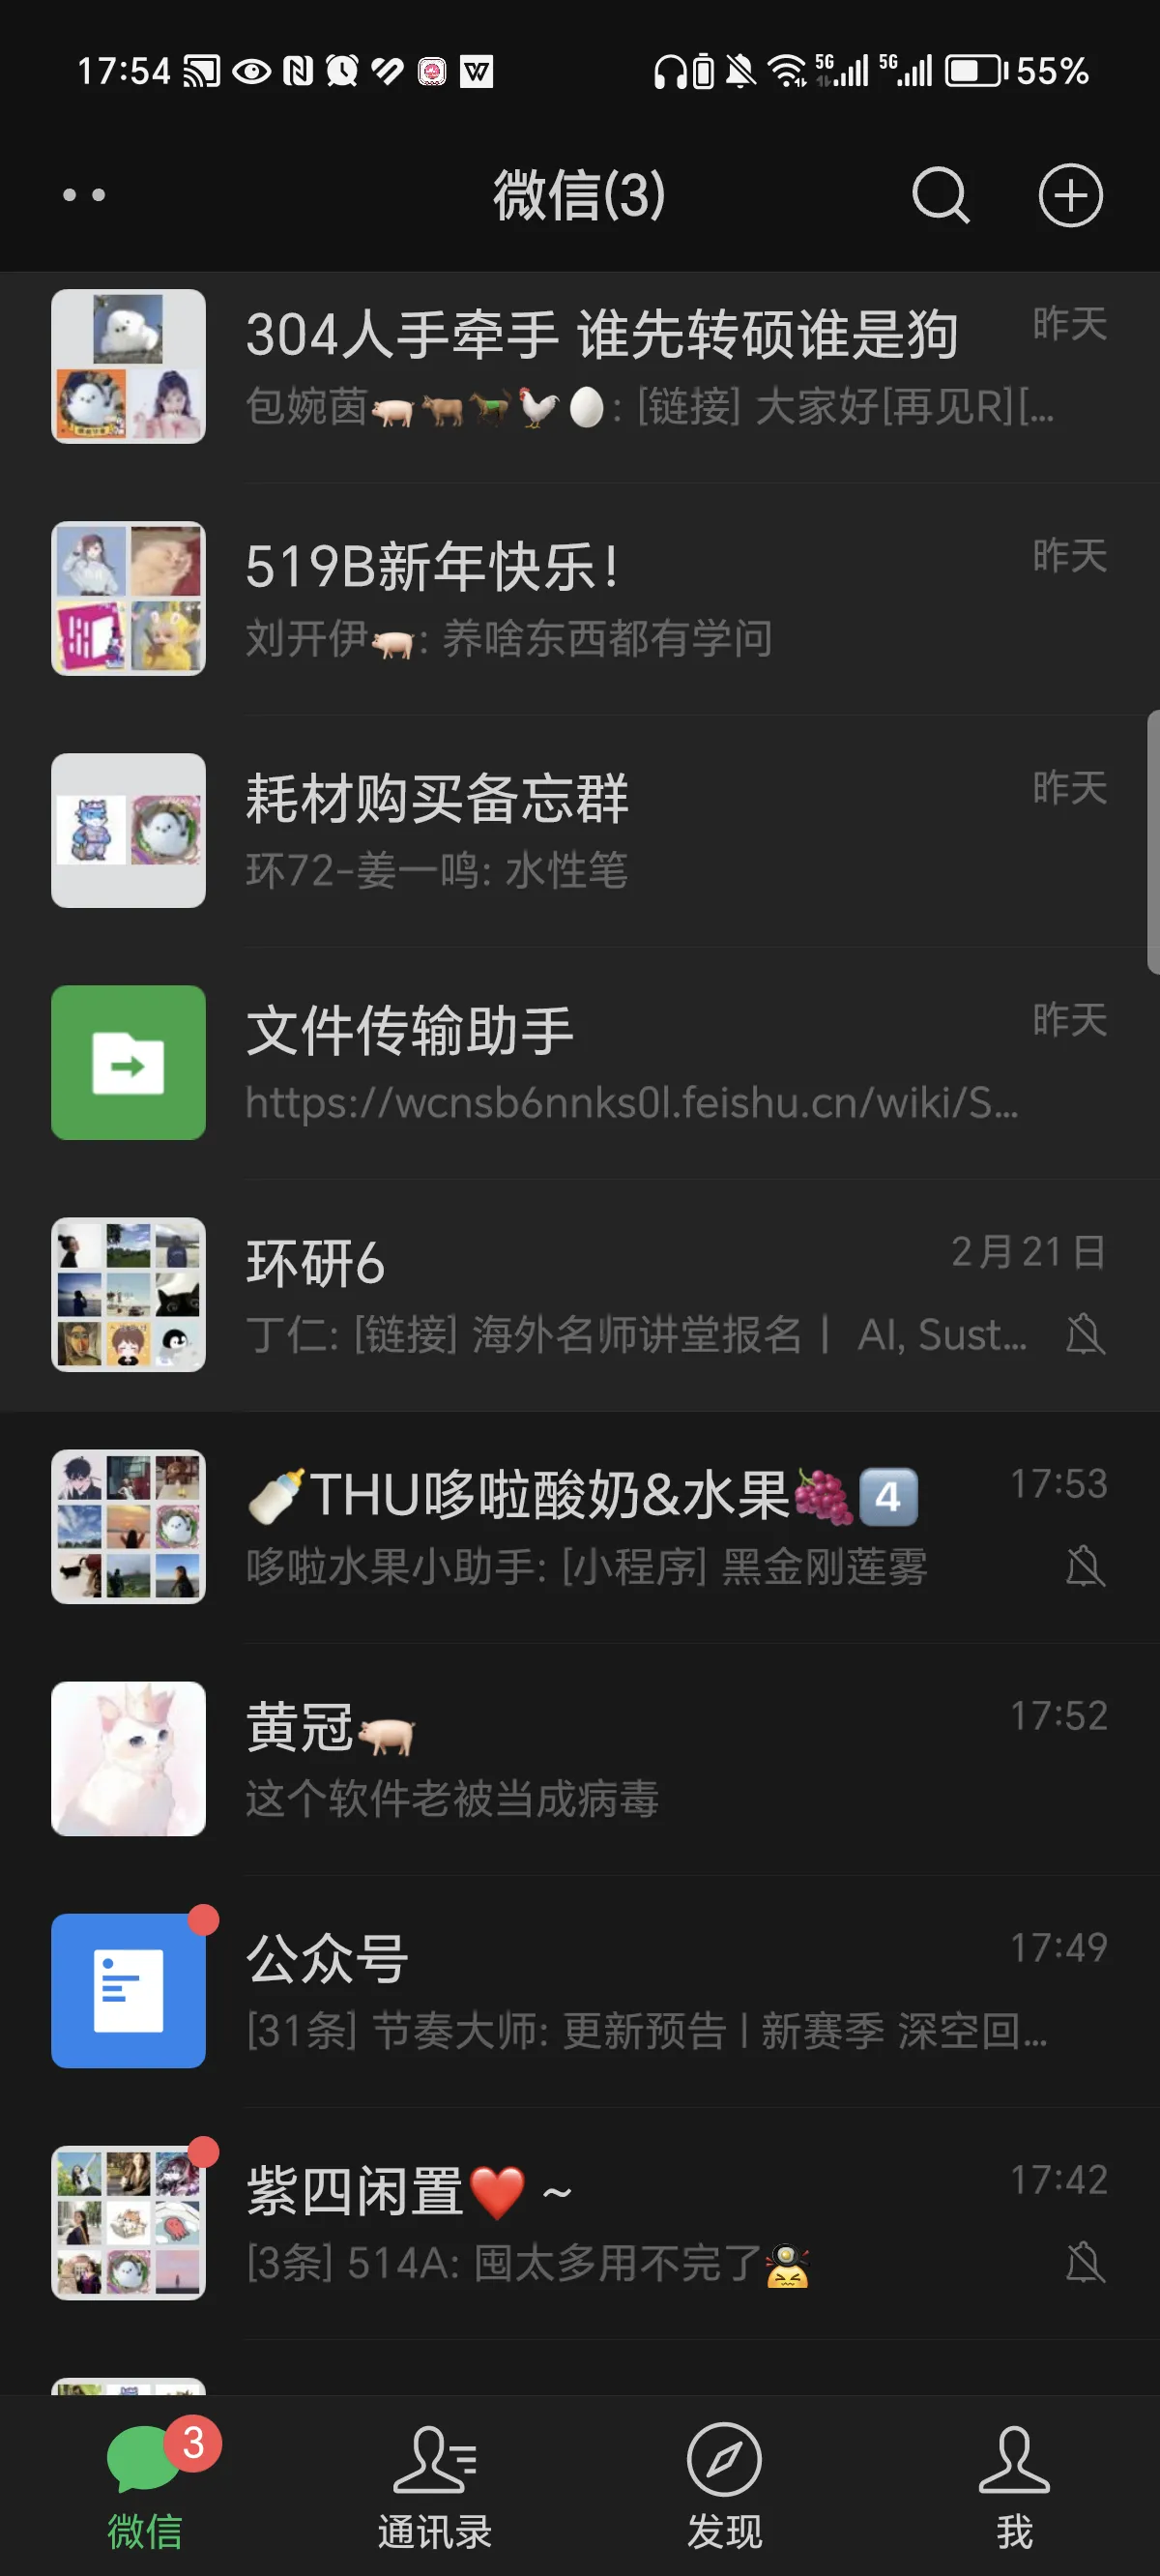 17:54 5G 5G 55%
微信(3)
304人手牵手 谁先转硕谁是狗 昨天
包婉茵🐖🐂🐎🐓🥚: [链接] 大家好[再见R][...
519B新年快乐! 昨天
刘开伊🐖: 养啥东西都有学问
耗材购买备忘群 昨天
环72-姜一鸣: 水性笔
文件传输助手 昨天
https://wcnsb6nnks0l.feishu.cn/wiki/S...
环研6 2月21日
丁仁: [链接] 海外名师讲堂报名丨 AI, Sust...
🍼THU哆啦酸奶&水果🍇4️⃣ 17:53
哆啦水果小助手: [小程序] 黑金刚莲雾
黄冠🐖 17:52
这个软件老被当成病毒
公众号 17:49
[31条] 节奏大师: 更新预告 | 新赛季 深空回...
紫四闲置❤️ ~ 17:42
[3条] 514A: 囤太多用不完了
3
微信 通讯录 发现 我